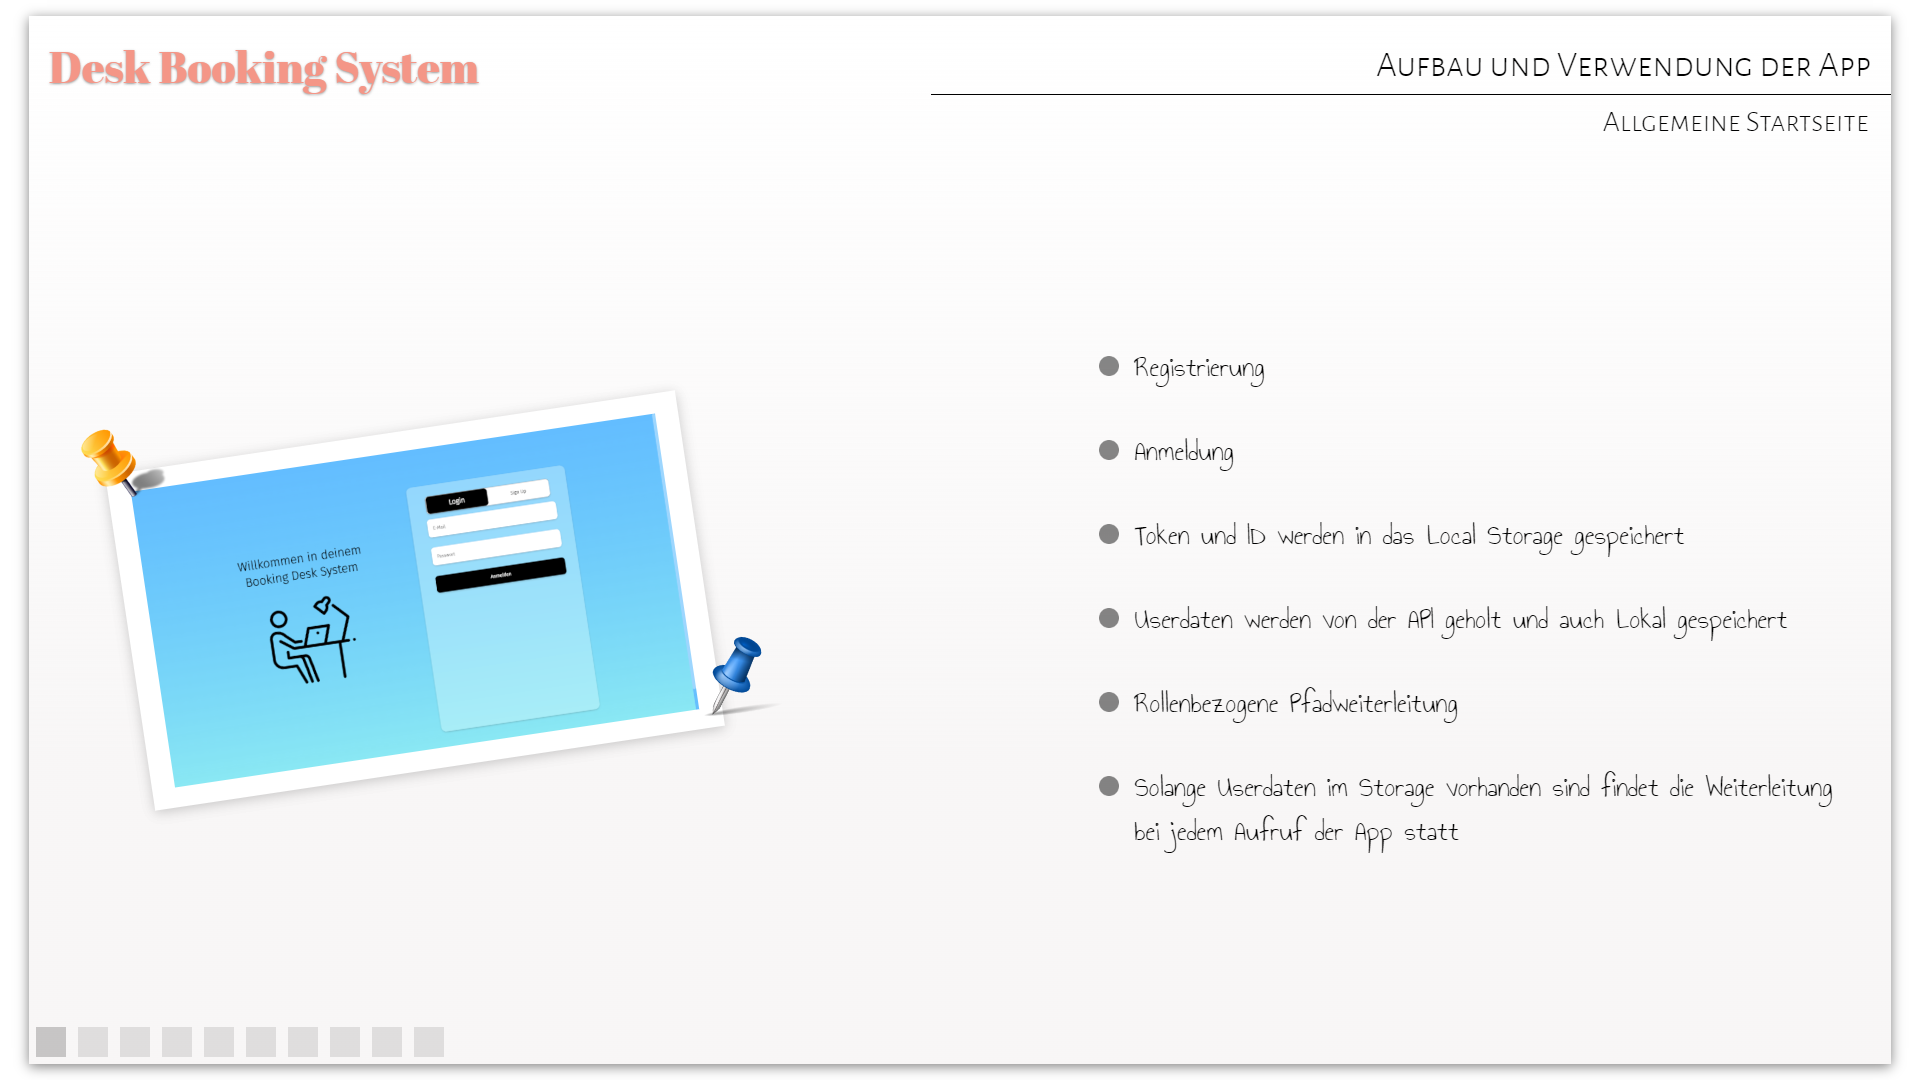 Desk Booking System
Aufbau und Verwendung der App
Allgemeine Startseite
Willkommen in deinem
Booking Desk System
Login
Sign Up
E-Mail
Passwort
Anmelden
Registrierung
Anmeldung
Token und ID werden in das Local Storage gespeichert
Userdaten werden von der API geholt und auch Lokal gespeichert
Rollenbezogene Pfadweiterleitung
Solange Userdaten im Storage vorhanden sind findet die Weiterleitung
bei jedem Aufruf der App statt